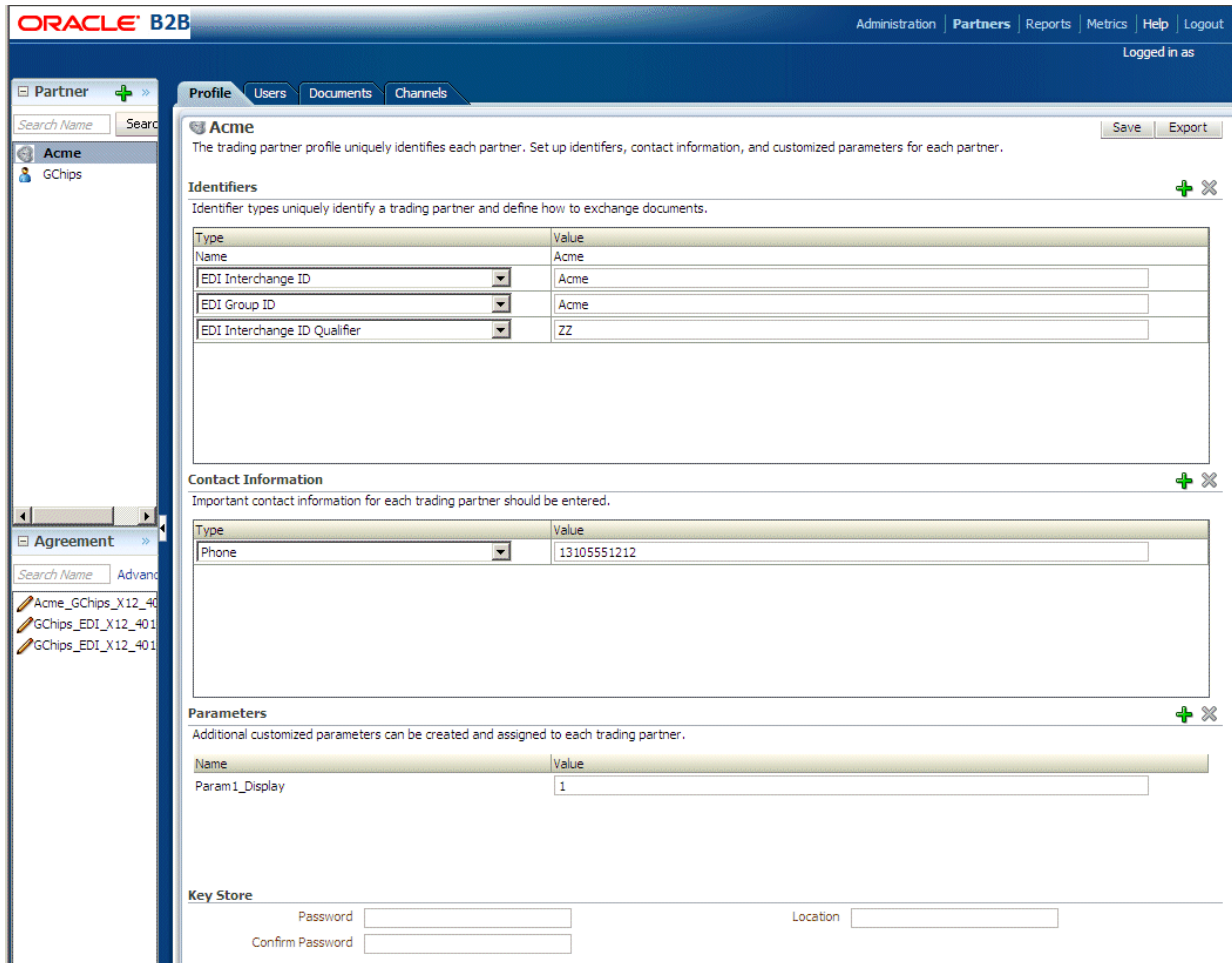 ORACLE B2B
Administration | Partners | Reports | Metrics | Help | Logout
Logged in as
Partner »
Search Name Searc
Acme
GChips
Agreement »
Search Name Advanc
Acme_GChips_X12_40
GChips_EDI_X12_401
GChips_EDI_X12_401
Profile Users Documents Channels
Acme Save Export
The trading partner profile uniquely identifies each partner. Set up identifers, contact information, and customized parameters for each partner.
Identifiers
Identifier types uniquely identify a trading partner and define how to exchange documents.
Type Value
Name Acme
EDI Interchange ID Acme
EDI Group ID Acme
EDI Interchange ID Qualifier ZZ
Contact Information
Important contact information for each trading partner should be entered.
Type Value
Phone 13105551212
Parameters
Additional customized parameters can be created and assigned to each trading partner.
Name Value
Param1_Display 1
Key Store
Password Location
Confirm Password